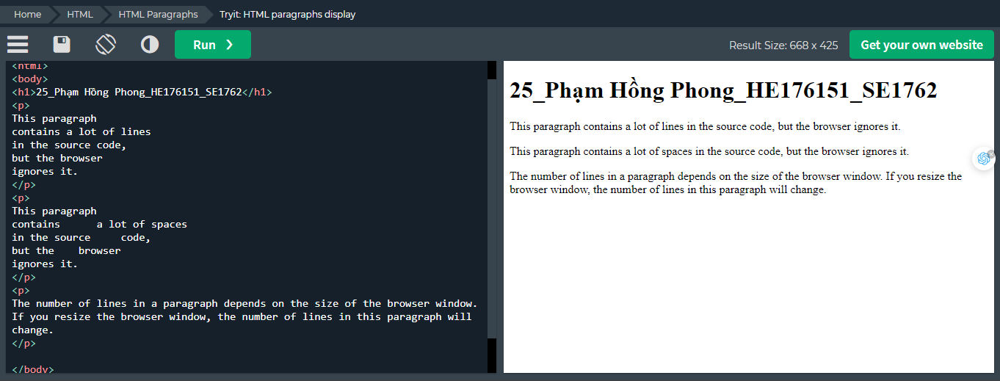 Home HTML HTML Paragraphs Tryit: HTML paragraphs display
Run ❯ Result Size: 668 x 425 Get your own website
<html>
<body>
<h1>25_Phạm Hồng Phong_HE176151_SE1762</h1>
<p>
This paragraph
contains a lot of lines
in the source code,
but the browser
ignores it.
</p>
<p>
This paragraph
contains      a lot of spaces
in the source     code,
but the    browser
ignores it.
</p>
<p>
The number of lines in a paragraph depends on the size of the browser window.
If you resize the browser window, the number of lines in this paragraph will
change.
</p>
</body>
25_Phạm Hồng Phong_HE176151_SE1762
This paragraph contains a lot of lines in the source code, but the browser ignores it.
This paragraph contains a lot of spaces in the source code, but the browser ignores it.
The number of lines in a paragraph depends on the size of the browser window. If you resize the
browser window, the number of lines in this paragraph will change.